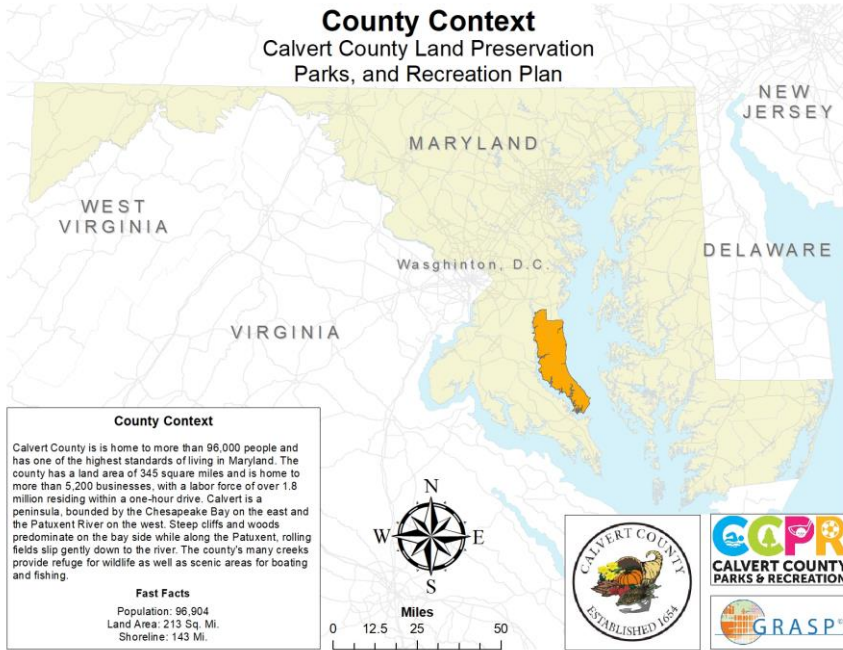 County Context
Calvert County Land Preservation
Parks, and Recreation Plan
NEW
JERSEY
MARYLAND
WEST
VIRGINIA
DELAWARE
Wasghinton, D.C.
VIRGINIA
County Context
Calvert County is is home to more than 96,000 people and
has one of the highest standards of living in Maryland. The
county has a land area of 345 square miles and is home to
more than 5,200 businesses, with a labor force of over 1.8
million residing within a one-hour drive. Calvert is a
peninsula, bounded by the Chesapeake Bay on the east and
the Patuxent River on the west. Steep cliffs and woods
predominate on the bay side while along the Patuxent, rolling
fields slip gently down to the river. The county's many creeks
provide refuge for wildlife as well as scenic areas for boating
and fishing.
Fast Facts
Population: 96,904
Land Area: 213 Sq. Mi.
Shoreline: 143 Mi.
N
W E
S
Miles
0 12.5 25 50
CALVERT COUNTY
ESTABLISHED 1654
CCPR
CALVERT COUNTY
PARKS & RECREATION
GRASP®